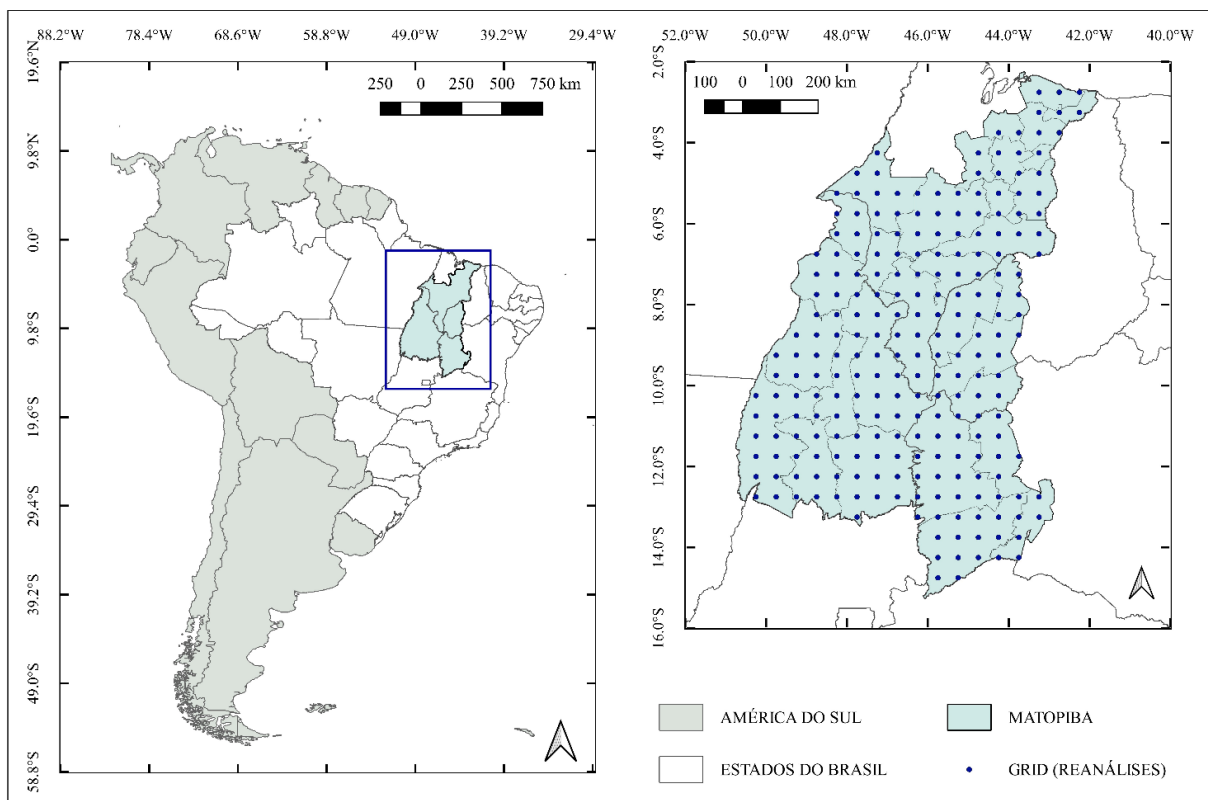 88.2°W 78.4°W 68.6°W 58.8°W 49.0°W 39.2°W 29.4°W
19.6°N
9.8°N
0.0°
9.8°S
19.6°S
29.4°S
39.2°S
49.0°S
58.8°S
250 0 250 500 750 km
52.0°W 50.0°W 48.0°W 46.0°W 44.0°W 42.0°W 40.0°W
2.0°S
4.0°S
6.0°S
8.0°S
10.0°S
12.0°S
14.0°S
16.0°S
100 0 100 200 km
AMÉRICA DO SUL
MATOPIBA
ESTADOS DO BRASIL
GRID (REANÁLISES)